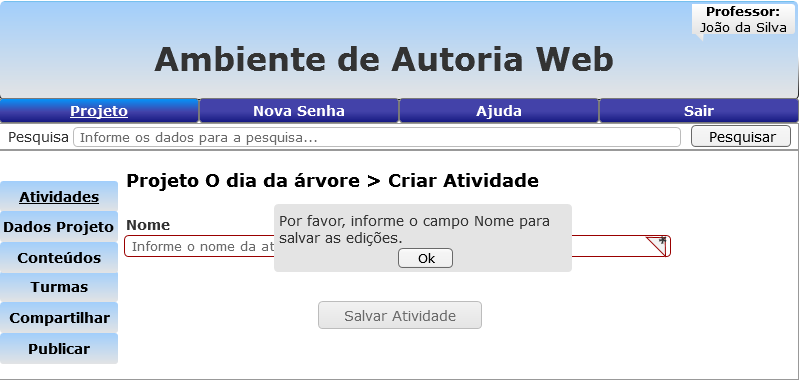 Professor:
João da Silva
Ambiente de Autoria Web
Projeto Nova Senha Ajuda Sair
Pesquisa Informe os dados para a pesquisa... Pesquisar
Projeto O dia da árvore > Criar Atividade
Atividades
Dados Projeto
Conteúdos
Turmas
Compartilhar
Publicar
Nome
Informe o nome da at
*
Por favor, informe o campo Nome para
salvar as edições.
Ok
Salvar Atividade